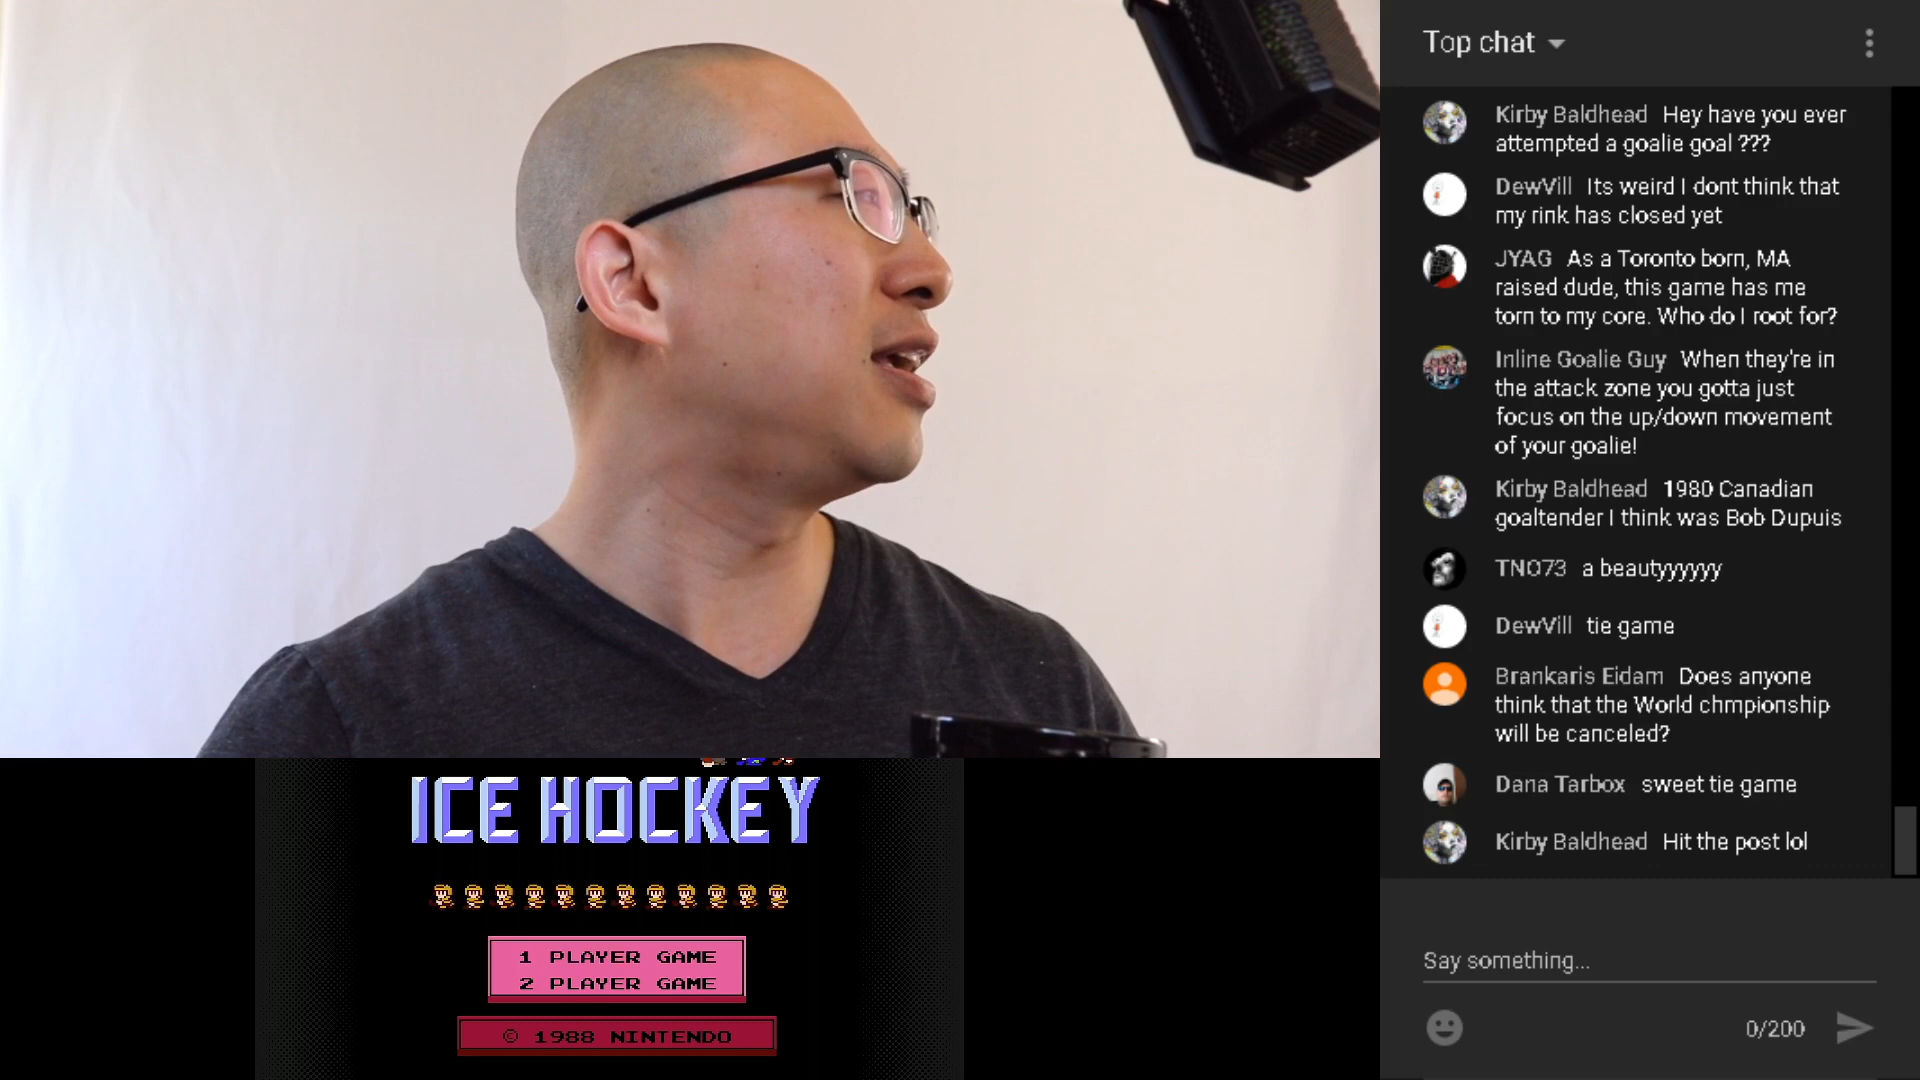 Top chat
Kirby Baldhead Hey have you ever
attempted a goalie goal ???
DewVill Its weird I dont think that
my rink has closed yet
JYAG As a Toronto born, MA
raised dude, this game has me
torn to my core. Who do I root for?
Inline Goalie Guy When they're in
the attack zone you gotta just
focus on the up/down movement
of your goalie!
Kirby Baldhead 1980 Canadian
goaltender I think was Bob Dupuis
TNO73 a beautyyyyyy
DewVill tie game
Brankaris Eidam Does anyone
think that the World chmpionship
will be canceled?
Dana Tarbox sweet tie game
Kirby Baldhead Hit the post lol
Say something...
0/200
ICE HOCKEY
1 PLAYER GAME
2 PLAYER GAME
© 1988 NINTENDO